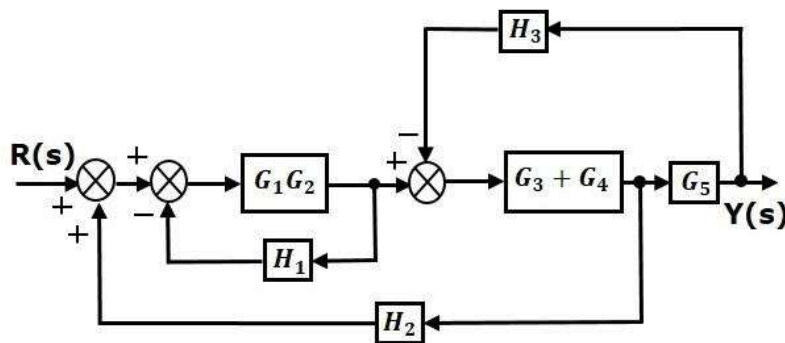 H₃
R(s)
+
+
+
−
G₁G₂
+
−
G₃ + G₄
G₅
Y(s)
H₁
H₂